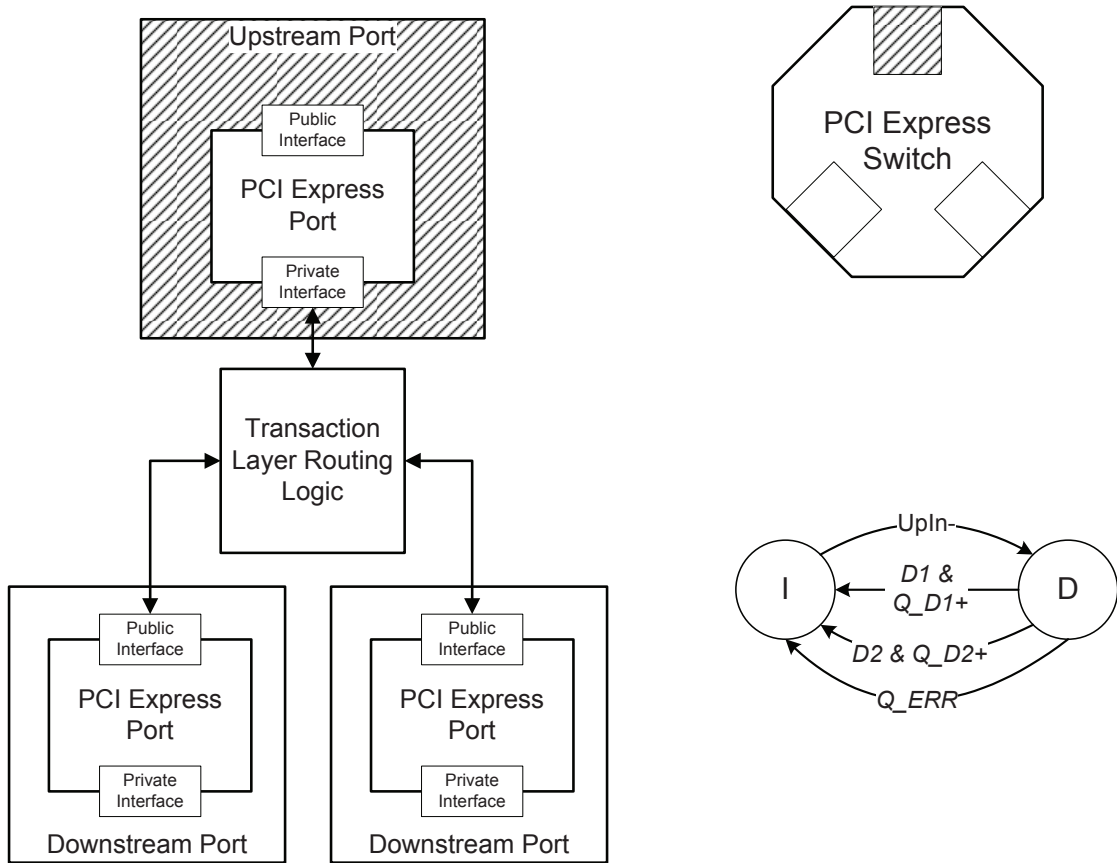 Upstream Port
Public
Interface
PCI Express
Port
Private
Interface
Transaction
Layer Routing
Logic
Public
Interface
PCI Express
Port
Private
Interface
Downstream Port
Public
Interface
PCI Express
Port
Private
Interface
Downstream Port
PCI Express
Switch
UpIn-
I
D1 &
Q_D1+
D
D2 & Q_D2+
Q_ERR